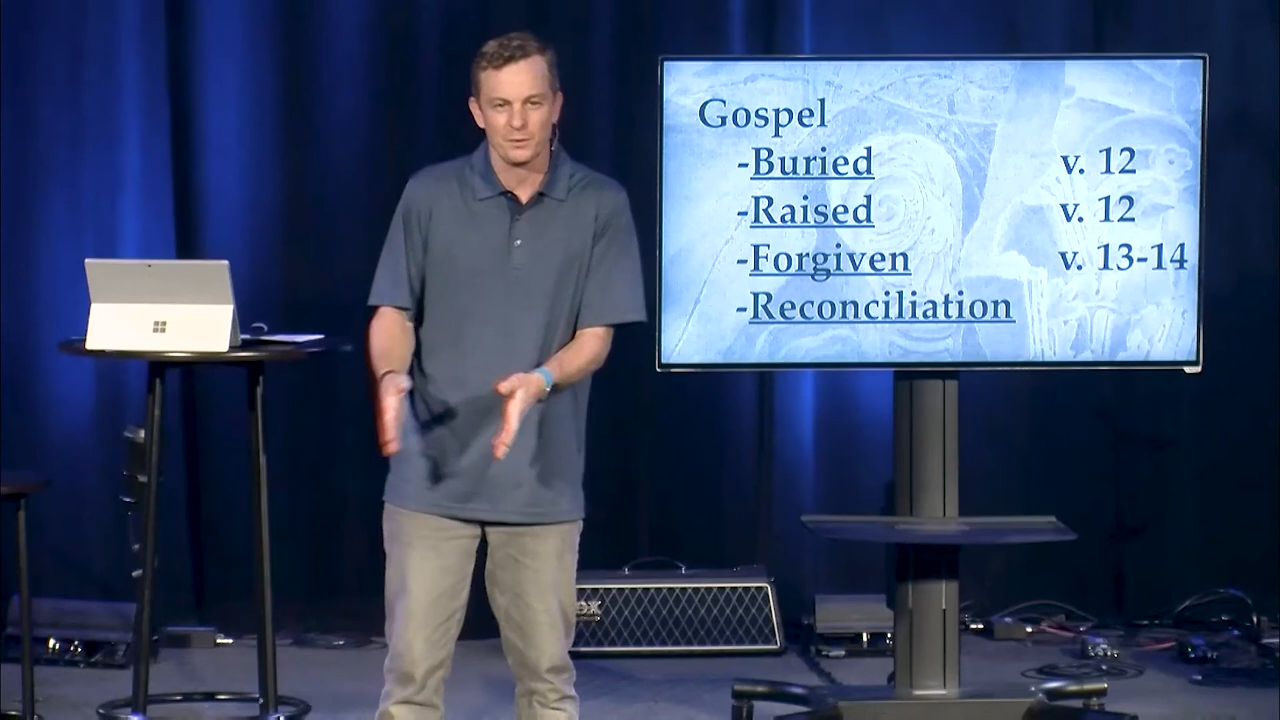 Gospel
-Buried v. 12
-Raised v. 12
-Forgiven v. 13-14
-Reconciliation